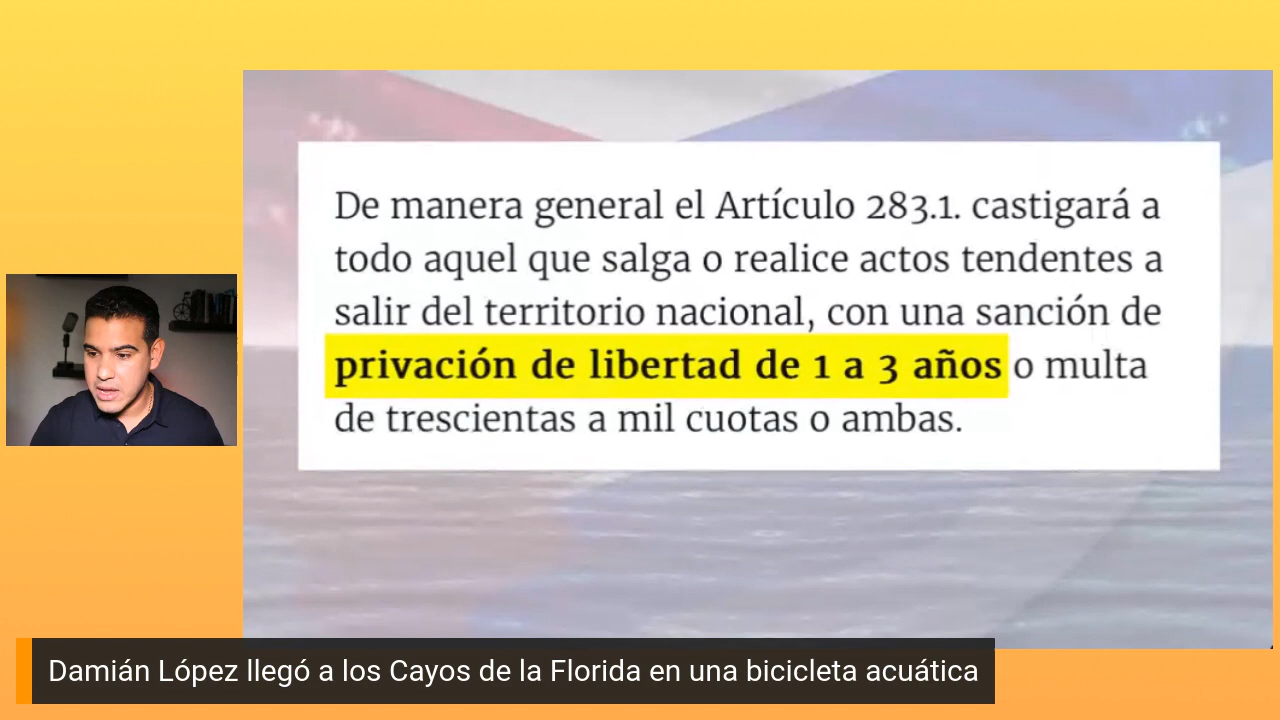 De manera general el Artículo 283.1. castigará a
todo aquel que salga o realice actos tendentes a
salir del territorio nacional, con una sanción de
privación de libertad de 1 a 3 años o multa
de trescientas a mil cuotas o ambas.
Damián López llegó a los Cayos de la Florida en una bicicleta acuática